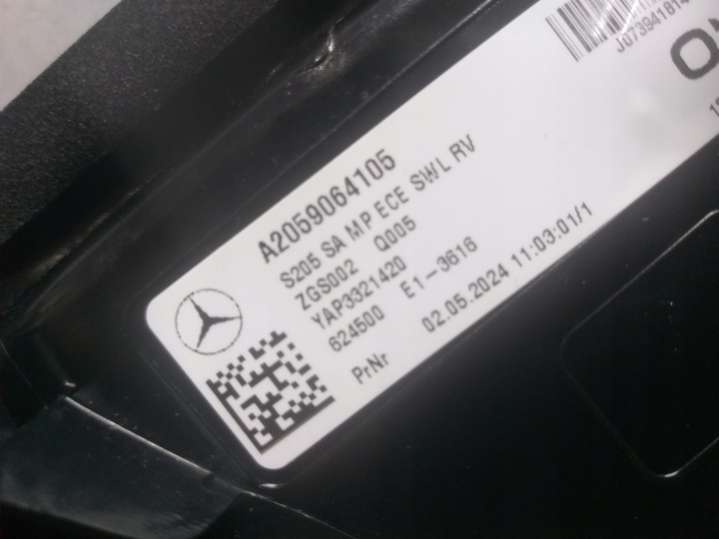 A2059064105
S205 SA M P ECE SWL RV
ZGS002 Q005
YAP3321420
624500 E1-3616
PrNr 02.05.2024 11:03:01/1